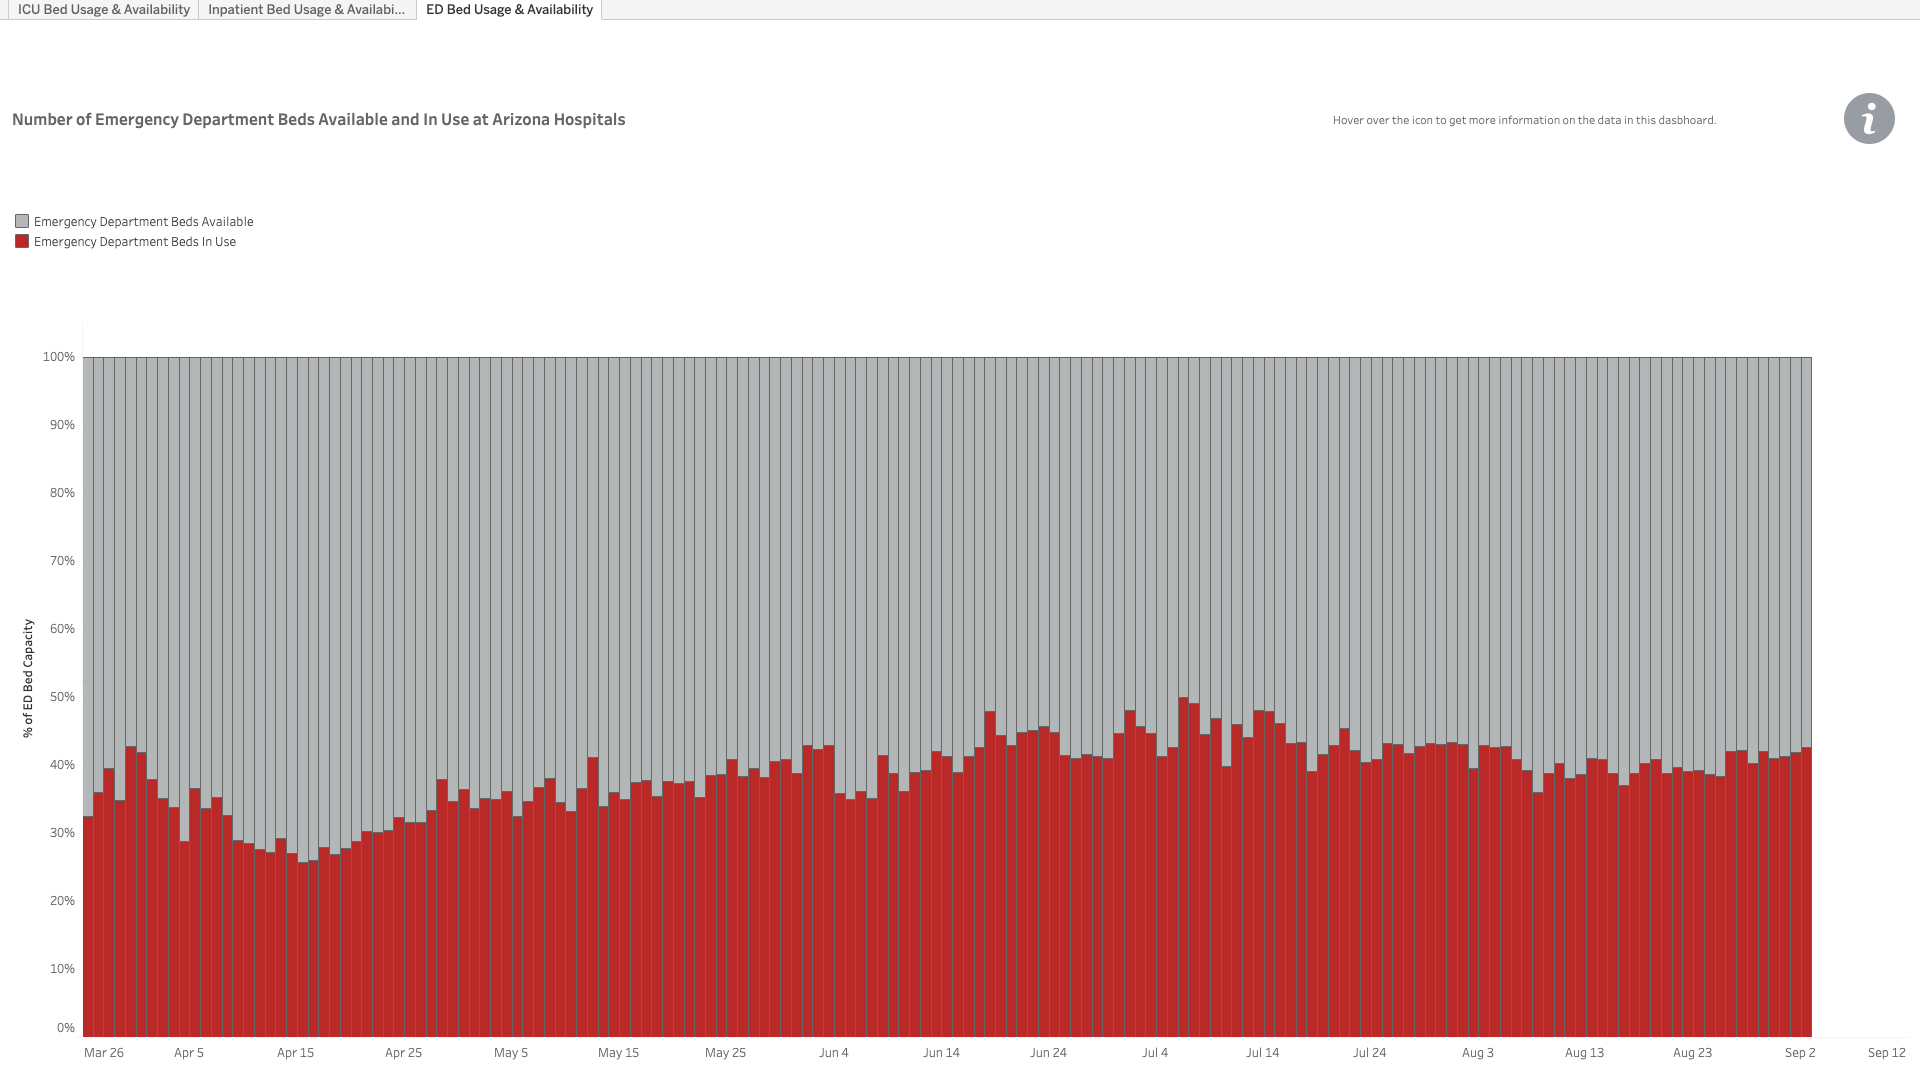 ICU Bed Usage & Availability
Inpatient Bed Usage & Availabi...
ED Bed Usage & Availability
Number of Emergency Department Beds Available and In Use at Arizona Hospitals
Hover over the icon to get more information on the data in this dasbhoard.
i
Emergency Department Beds Available
Emergency Department Beds In Use
% of ED Bed Capacity
100%
90%
80%
70%
60%
50%
40%
30%
20%
10%
0%
Mar 26
Apr 5
Apr 15
Apr 25
May 5
May 15
May 25
Jun 4
Jun 14
Jun 24
Jul 4
Jul 14
Jul 24
Aug 3
Aug 13
Aug 23
Sep 2
Sep 12